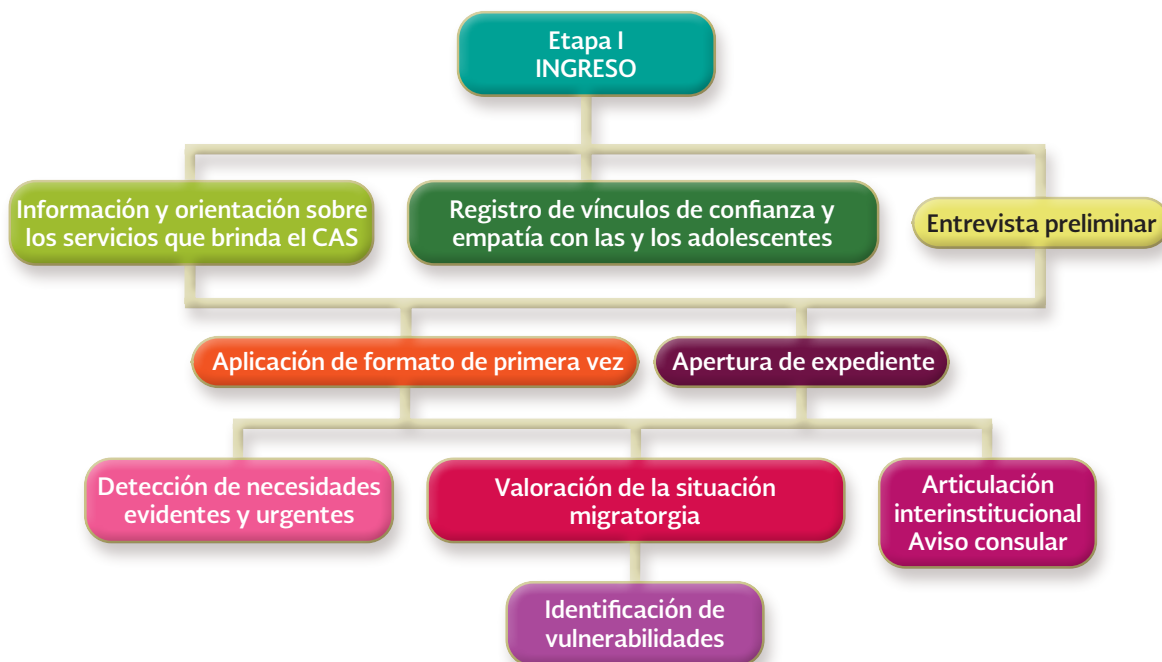 Etapa I
INGRESO
Información y orientación sobre
los servicios que brinda el CAS
Registro de vínculos de confianza y
empatía con las y los adolescentes
Entrevista preliminar
Aplicación de formato de primera vez
Apertura de expediente
Detección de necesidades
evidentes y urgentes
Valoración de la situación
migratorgia
Articulación
interinstitucional
Aviso consular
Identificación de
vulnerabilidades